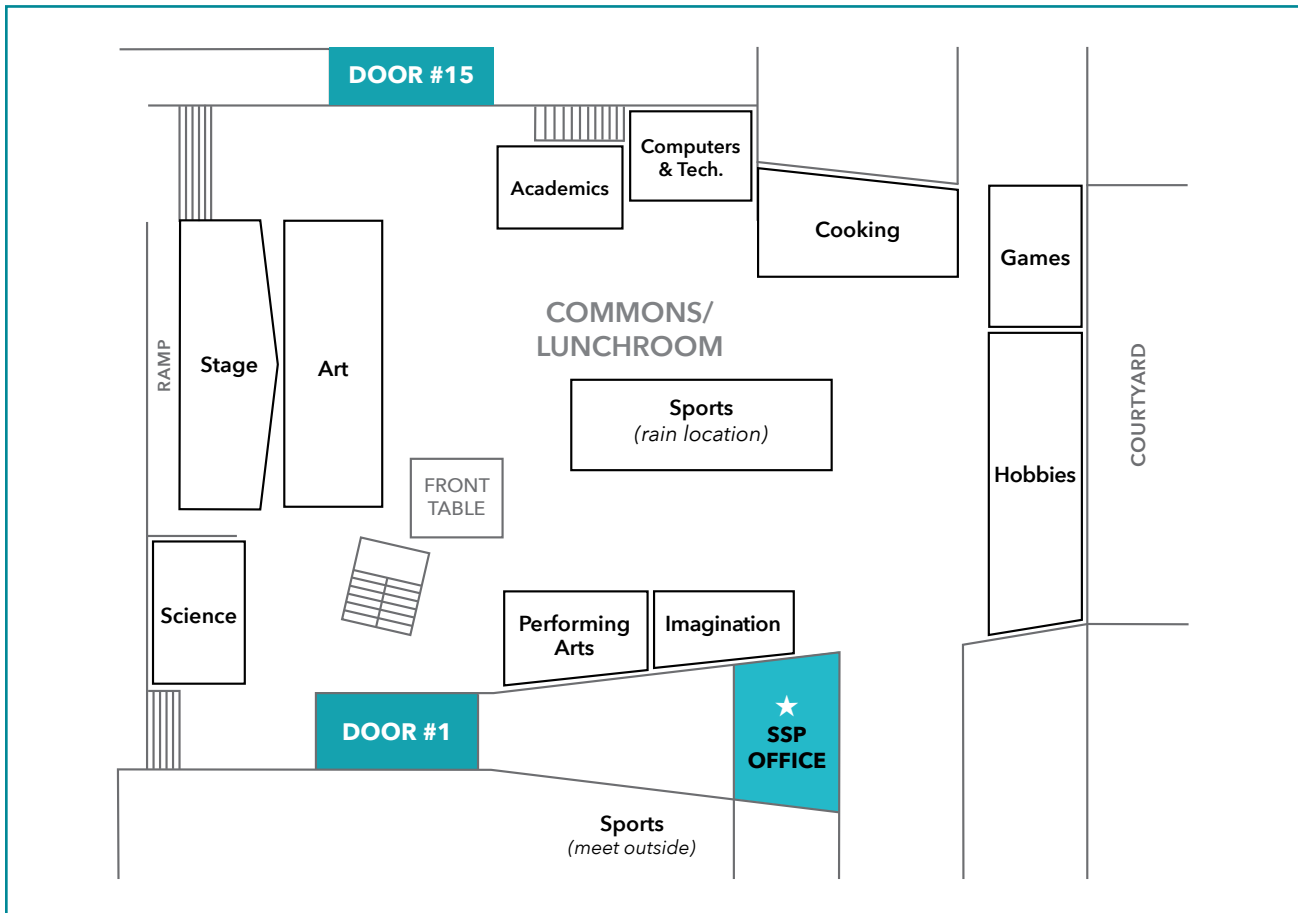 DOOR #15
Computers
& Tech.
Academics
Cooking
Games
COMMONS/
LUNCHROOM
RAMP
Stage
Art
Sports
(rain location)
COURTYARD
Hobbies
FRONT
TABLE
Science
Performing
Arts
Imagination
DOOR #1
SSP
OFFICE
Sports
(meet outside)